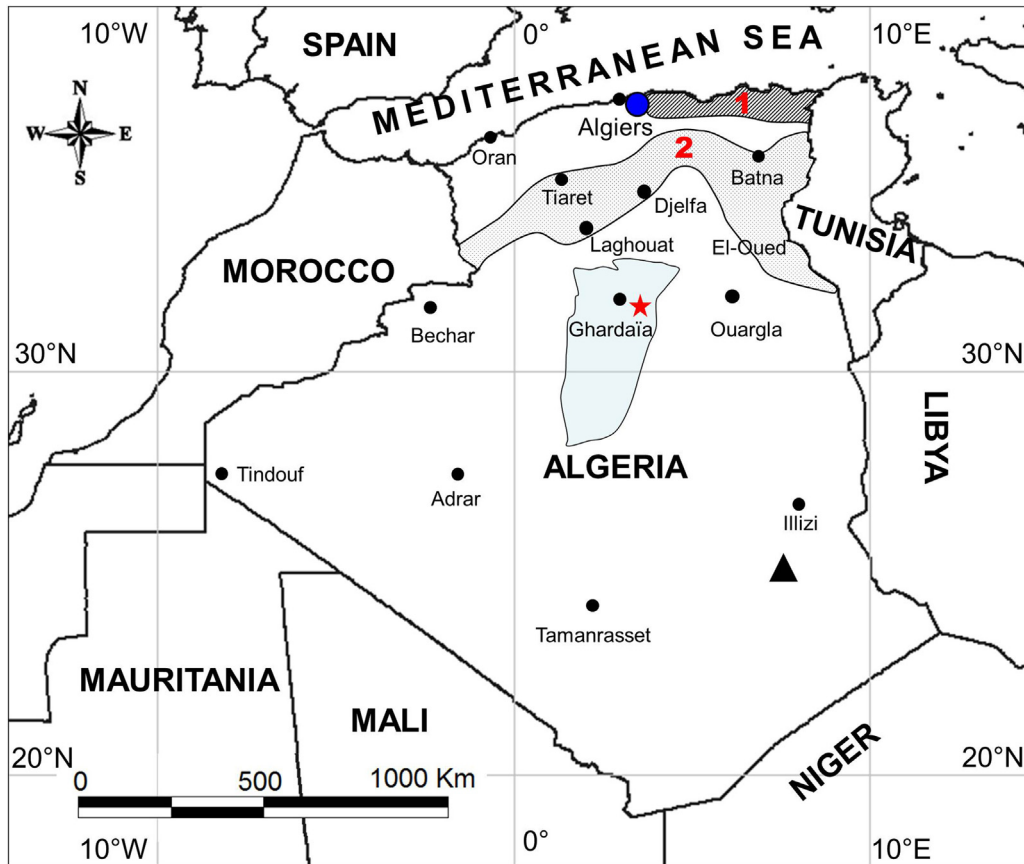 10°W
0°
10°E
SPAIN
MEDITERRANEAN SEA
N
W
E
S
1
Algiers
Oran
2
Batna
Tiaret
Djelfa
TUNISIA
Laghouat
El-Oued
MOROCCO
Ghardaïa
Ouargla
Bechar
30°N
30°N
LIBYA
ALGERIA
Tindouf
Adrar
Illizi
Tamanrasset
MAURITANIA
MALI
NIGER
20°N
20°N
0
500
1000 Km
10°W
0°
10°E